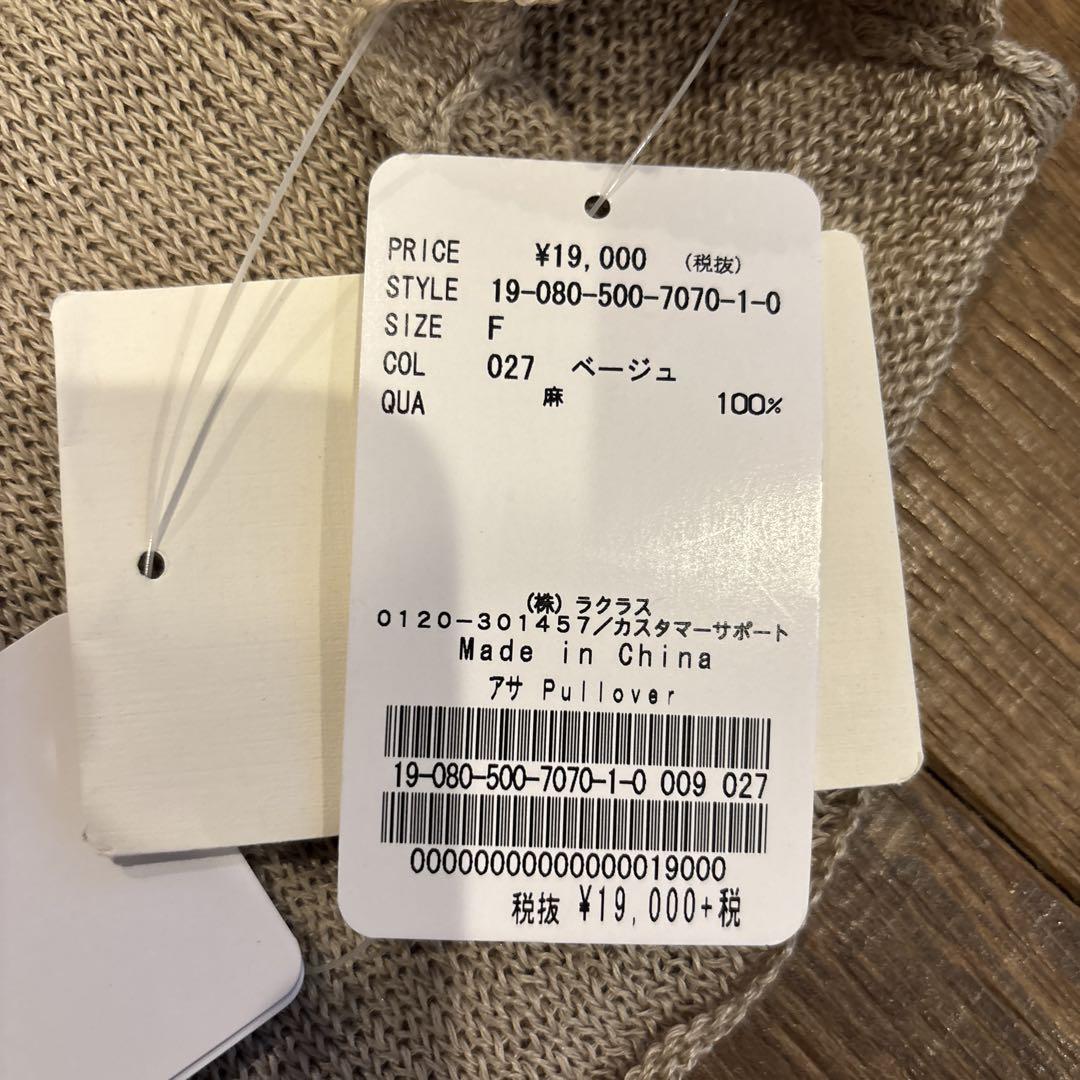 PRICE ¥19,000 (税抜)
STYLE 19-080-500-7070-1-0
SIZE F
COL 027 ベージュ
QUA 麻 100%
(株) ラクラス
0120-301457/カスタマーサポート
Made in China
アサ Pullover
19-080-500-7070-1-0 009 027
00000000000000019000
税抜 ¥19,000+税